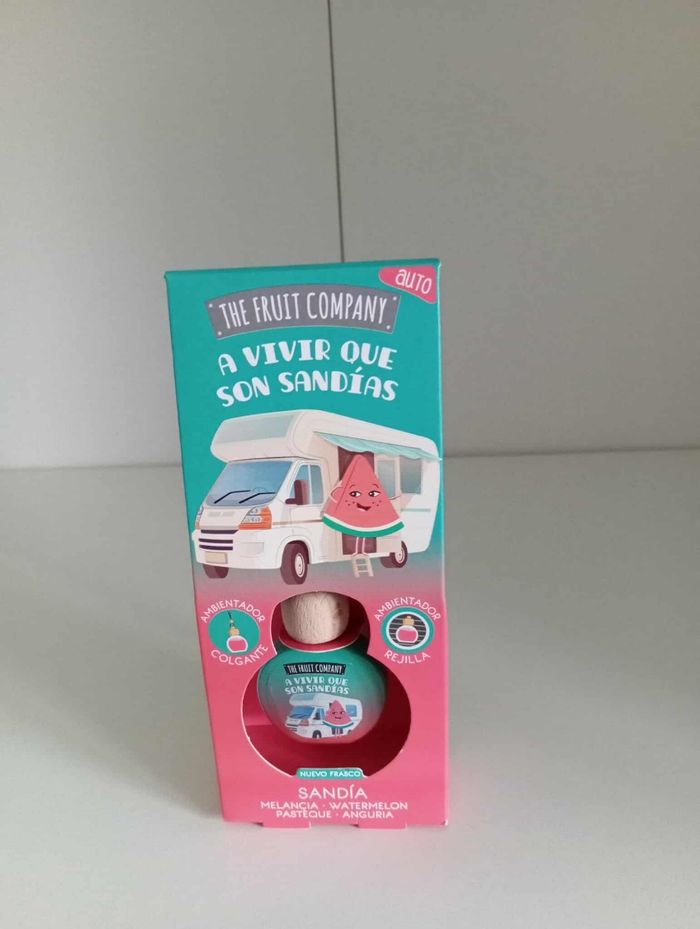 auto
THE FRUIT COMPANY
A VIVIR QUE
SON SANDÍAS
AMBIENTADOR
COLGANTE
AMBIENTADOR
REJILLA
THE FRUIT COMPANY
A VIVIR QUE
SON SANDÍAS
NUEVO FRASCO
SANDÍA
MELANCIA · WATERMELON
PASTÈQUE · ANGURIA